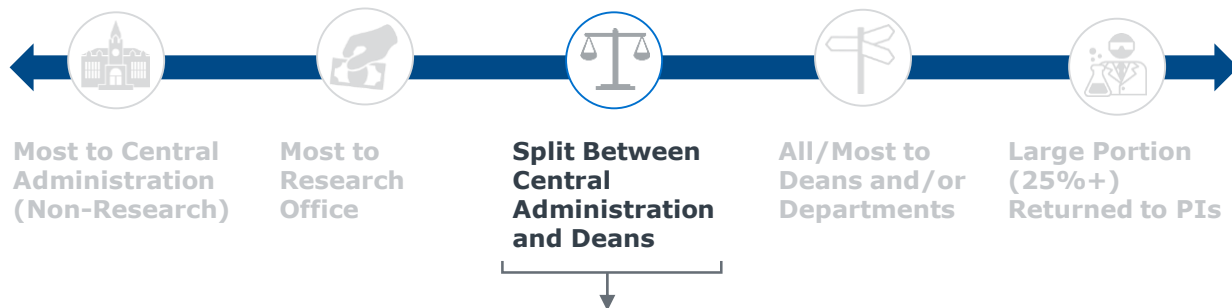 Most to Central
Administration
(Non-Research)
Most to
Research
Office
Split Between
Central
Administration
and Deans
All/Most to
Deans and/or
Departments
Large Portion
(25%+)
Returned to PIs